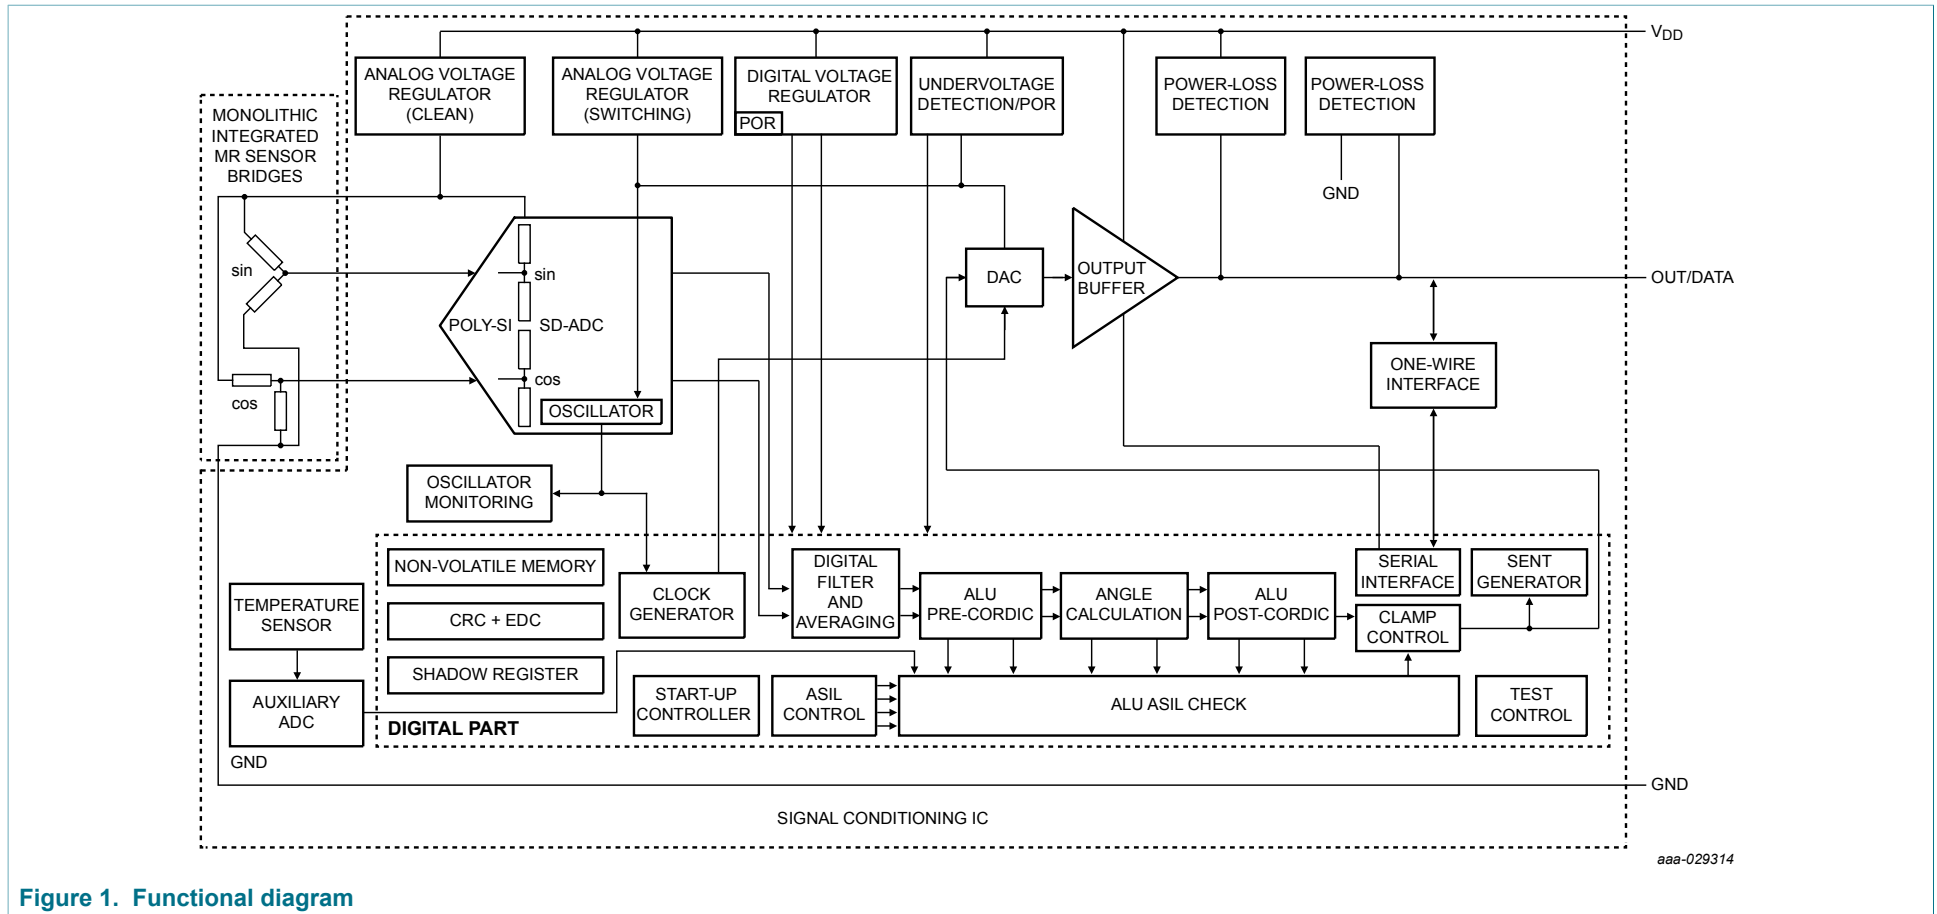 V_DD
ANALOG VOLTAGE
REGULATOR
(CLEAN)
ANALOG VOLTAGE
REGULATOR
(SWITCHING)
DIGITAL VOLTAGE
REGULATOR
POR
UNDERVOLTAGE
DETECTION/POR
POWER-LOSS
DETECTION
POWER-LOSS
DETECTION
GND
MONOLITHIC
INTEGRATED
MR SENSOR
BRIDGES
sin
cos
POLY-SI
SD-ADC
sin
cos
OSCILLATOR
DAC
OUTPUT
BUFFER
OUT/DATA
ONE-WIRE
INTERFACE
OSCILLATOR
MONITORING
NON-VOLATILE MEMORY
CRC + EDC
SHADOW REGISTER
CLOCK
GENERATOR
DIGITAL
FILTER
AND
AVERAGING
ALU
PRE-CORDIC
ANGLE
CALCULATION
ALU
POST-CORDIC
SERIAL
INTERFACE
SENT
GENERATOR
CLAMP
CONTROL
TEMPERATURE
SENSOR
AUXILIARY
ADC
GND
DIGITAL PART
START-UP
CONTROLLER
ASIL
CONTROL
ALU ASIL CHECK
TEST
CONTROL
GND
SIGNAL CONDITIONING IC
aaa-029314
Figure 1. Functional diagram